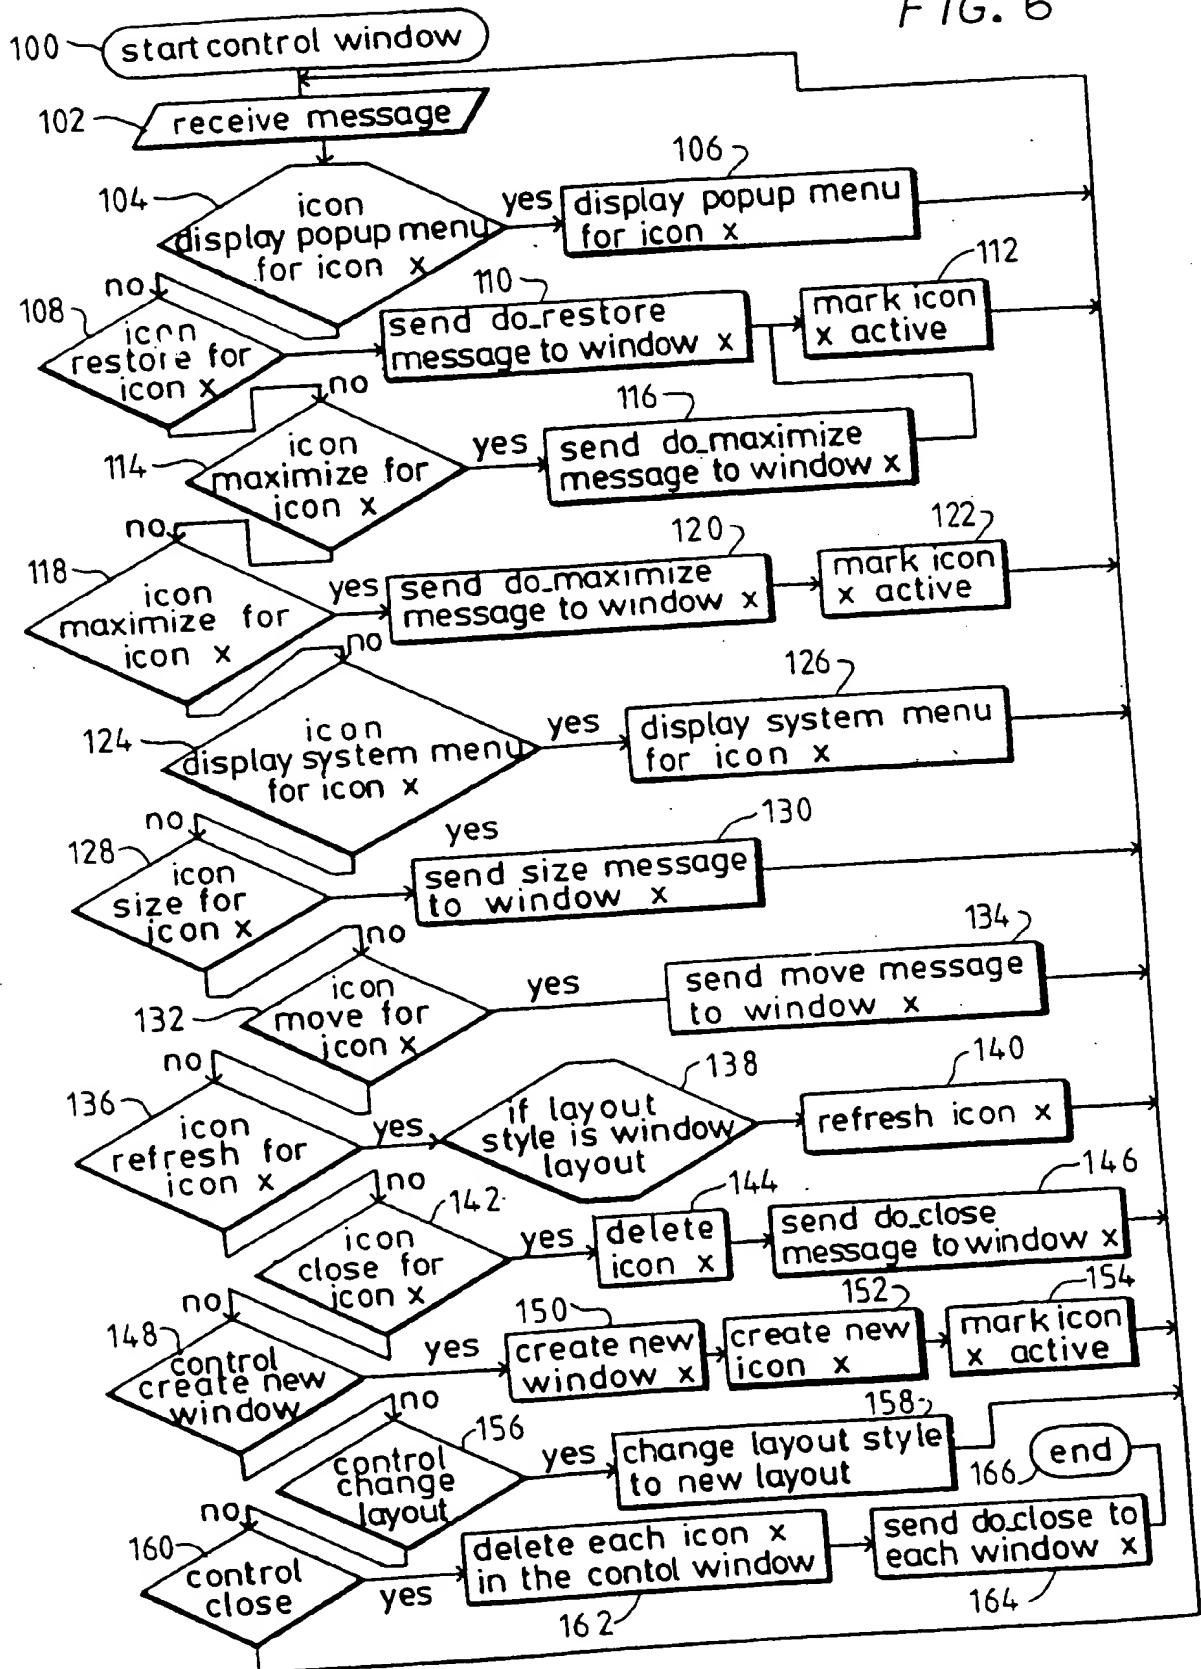 FIG. 6
100
start control window
102
receive message
104
icon
display popup menu
for icon x
yes
106
display popup menu
for icon x
no
108
icon
restore for
icon x
110
send do_restore
message to window x
112
mark icon
x active
no
114
icon
maximize for
icon x
yes
116
send do_maximize
message to window x
no
118
icon
maximize for
icon x
yes
120
send do_maximize
message to window x
122
mark icon
x active
no
124
icon
display system menu
for icon x
yes
126
display system menu
for icon x
no
128
icon
size for
icon x
yes
130
send size message
to window x
no
132
icon
move for
icon x
yes
134
send move message
to window x
no
136
icon
refresh for
icon x
yes
138
if layout
style is window
layout
140
refresh icon x
no
142
icon
close for
icon x
yes
144
delete
icon x
146
send do_close
message to window x
no
148
control
create new
window
yes
150
create new
window x
152
create new
icon x
154
mark icon
x active
no
156
control
change
layout
yes
158
change layout style
to new layout
166
end
no
160
control
close
yes
delete each icon x
in the contol window
162
send do_close to
each window x
164